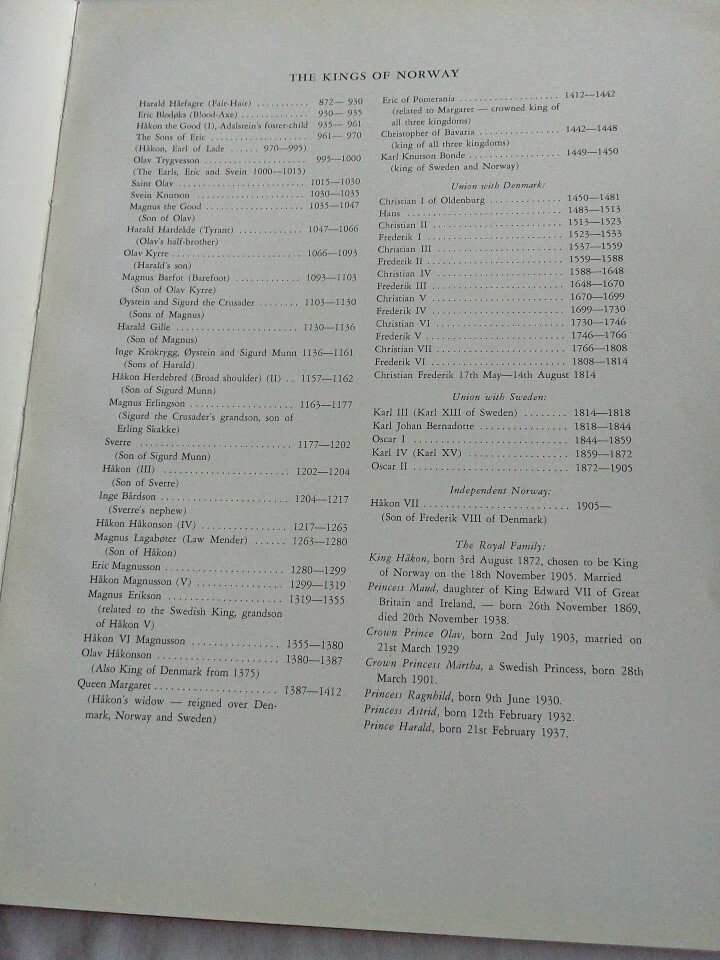 THE KINGS OF NORWAY
Harald Hårfagre (Fair-Hair) ........... 872— 930
Eric Blodøks (Blood-Axe) ............ 930— 935
Håkon the Good (I), Adalstein's foster-child 935— 961
The Sons of Eric .................... 961— 970
(Håkon, Earl of Lade ...... 970—995)
Olav Trygvesson .................... 995—1000
(The Earls, Eric and Svein 1000—1015)
Saint Olav ........................ 1015—1030
Svein Knutson ..................... 1030—1035
Magnus the Good .................. 1035—1047
(Son of Olav)
Harald Hardråde (Tyrant) ........... 1047—1066
(Olav's half-brother)
Olav Kyrre ........................ 1066—1093
(Harald's son)
Magnus Barfot (Barefoot) ............ 1093—1103
(Son of Olav Kyrre)
Øystein and Sigurd the Crusader ........ 1103—1130
(Sons of Magnus)
Harald Gille ........................ 1130—1136
(Son of Magnus)
Inge Krokrygg, Øystein and Sigurd Munn 1136—1161
(Sons of Harald)
Håkon Herdebred (Broad shoulder) (II) .. 1157—1162
(Son of Sigurd Munn)
Magnus Erlingson .................... 1163—1177
(Sigurd the Crusader's grandson, son of
Erling Skakke)
Sverre ............................ 1177—1202
(Son of Sigurd Munn)
Håkon (III) ........................ 1202—1204
(Son of Sverre)
Inge Bårdson ........................ 1204—1217
(Sverre's nephew)
Håkon Håkonson (IV) ................ 1217—1263
Magnus Lagabøter (Law Mender) ...... 1263—1280
(Son of Håkon)
Eric Magnusson .................... 1280—1299
Håkon Magnusson (V) ................ 1299—1319
Magnus Erikson .................... 1319—1355
(related to the Swedish King, grandson
of Håkon V)
Håkon VI Magnusson ................ 1355—1380
Olav Håkonson .................... 1380—1387
(Also King of Denmark from 1375)
Queen Margaret ...................... 1387—1412
(Håkon's widow — reigned over Den-
mark, Norway and Sweden)
Eric of Pomerania .................... 1412—1442
(related to Margaret — crowned king of
all three kingdoms)
Christopher of Bavaria ................ 1442—1448
(king of all three kingdoms)
Karl Knurson Bonde .................. 1449—1450
(king of Sweden and Norway)
Union with Denmark:
Christian I of Oldenburg .............. 1450—1481
Hans .............................. 1483—1513
Christian II ........................ 1513—1523
Frederik I .......................... 1523—1533
Christian III ........................ 1537—1559
Frederik II .......................... 1559—1588
Christian IV ........................ 1588—1648
Frederik III ........................ 1648—1670
Christian V ........................ 1670—1699
Frederik IV ........................ 1699—1730
Christian VI ........................ 1730—1746
Frederik V .......................... 1746—1766
Christian VII ........................ 1766—1808
Frederik VI ........................ 1808—1814
Christian Frederik 17th May—14th August 1814
Union with Sweden:
Karl III (Karl XIII of Sweden) ........ 1814—1818
Karl Johan Bernadotte ................ 1818—1844
Oscar I ............................ 1844—1859
Karl IV (Karl XV) .................. 1859—1872
Oscar II ............................ 1872—1905
Independent Norway:
Håkon VII .......................... 1905—
(Son of Frederik VIII of Denmark)
The Royal Family:
King Håkon, born 3rd August 1872, chosen to be King
of Norway on the 18th November 1905. Married
Princess Maud, daughter of King Edward VII of Great
Britain and Ireland, — born 26th November 1869,
died 20th November 1938.
Crown Prince Olav, born 2nd July 1903, married on
21st March 1929
Crown Princess Märtha, a Swedish Princess, born 28th
March 1901.
Princess Ragnhild, born 9th June 1930.
Princess Astrid, born 12th February 1932.
Prince Harald, born 21st February 1937.